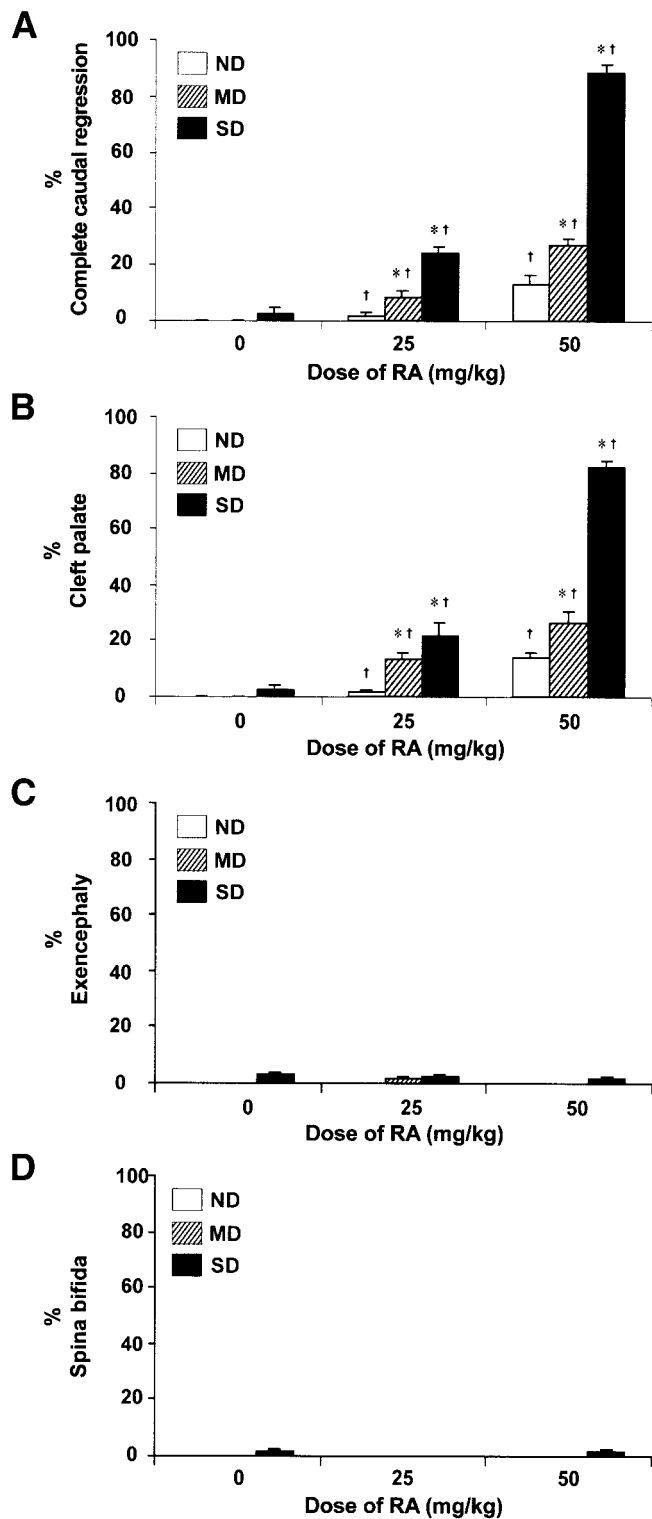 A
100
80
60
40
20
0
%
Complete caudal regression
ND
MD
SD
†
*†
*†
†
*†
*†
0 25 50
Dose of RA (mg/kg)
B
100
80
60
40
20
0
%
Cleft palate
ND
MD
SD
†
*†
*†
†
*†
*†
0 25 50
Dose of RA (mg/kg)
C
100
80
60
40
20
0
%
Exencephaly
ND
MD
SD
0 25 50
Dose of RA (mg/kg)
D
100
80
60
40
20
0
%
Spina bifida
ND
MD
SD
0 25 50
Dose of RA (mg/kg)